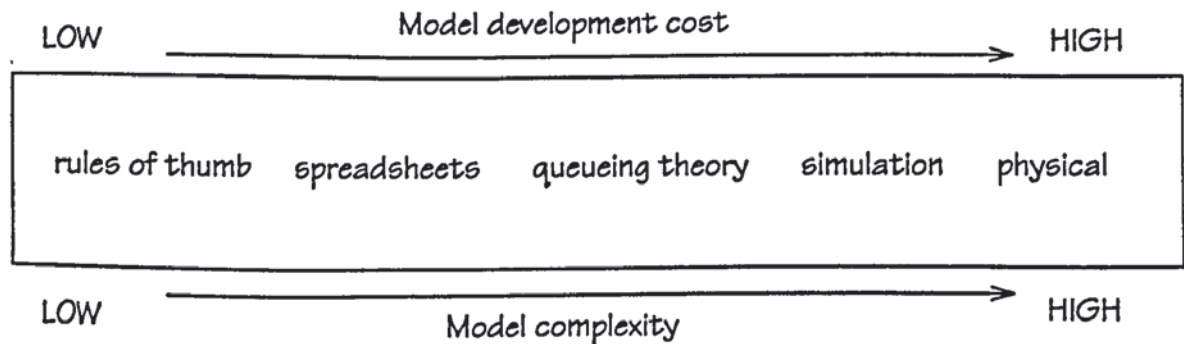 Model development cost
LOW HIGH
rules of thumb spreadsheets queueing theory simulation physical
LOW HIGH
Model complexity